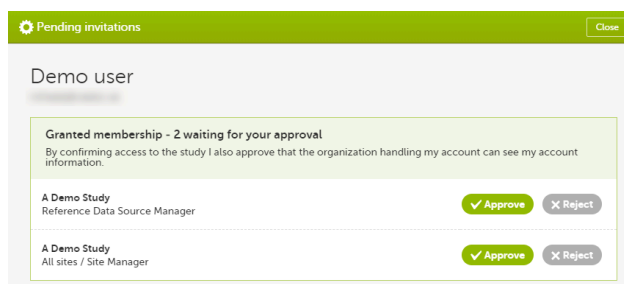 Pending invitations
Close
Demo user
Granted membership - 2 waiting for your approval
By confirming access to the study I also approve that the organization handling my account can see my account
information.
A Demo Study
Reference Data Source Manager
Approve
Reject
A Demo Study
All sites / Site Manager
Approve
Reject